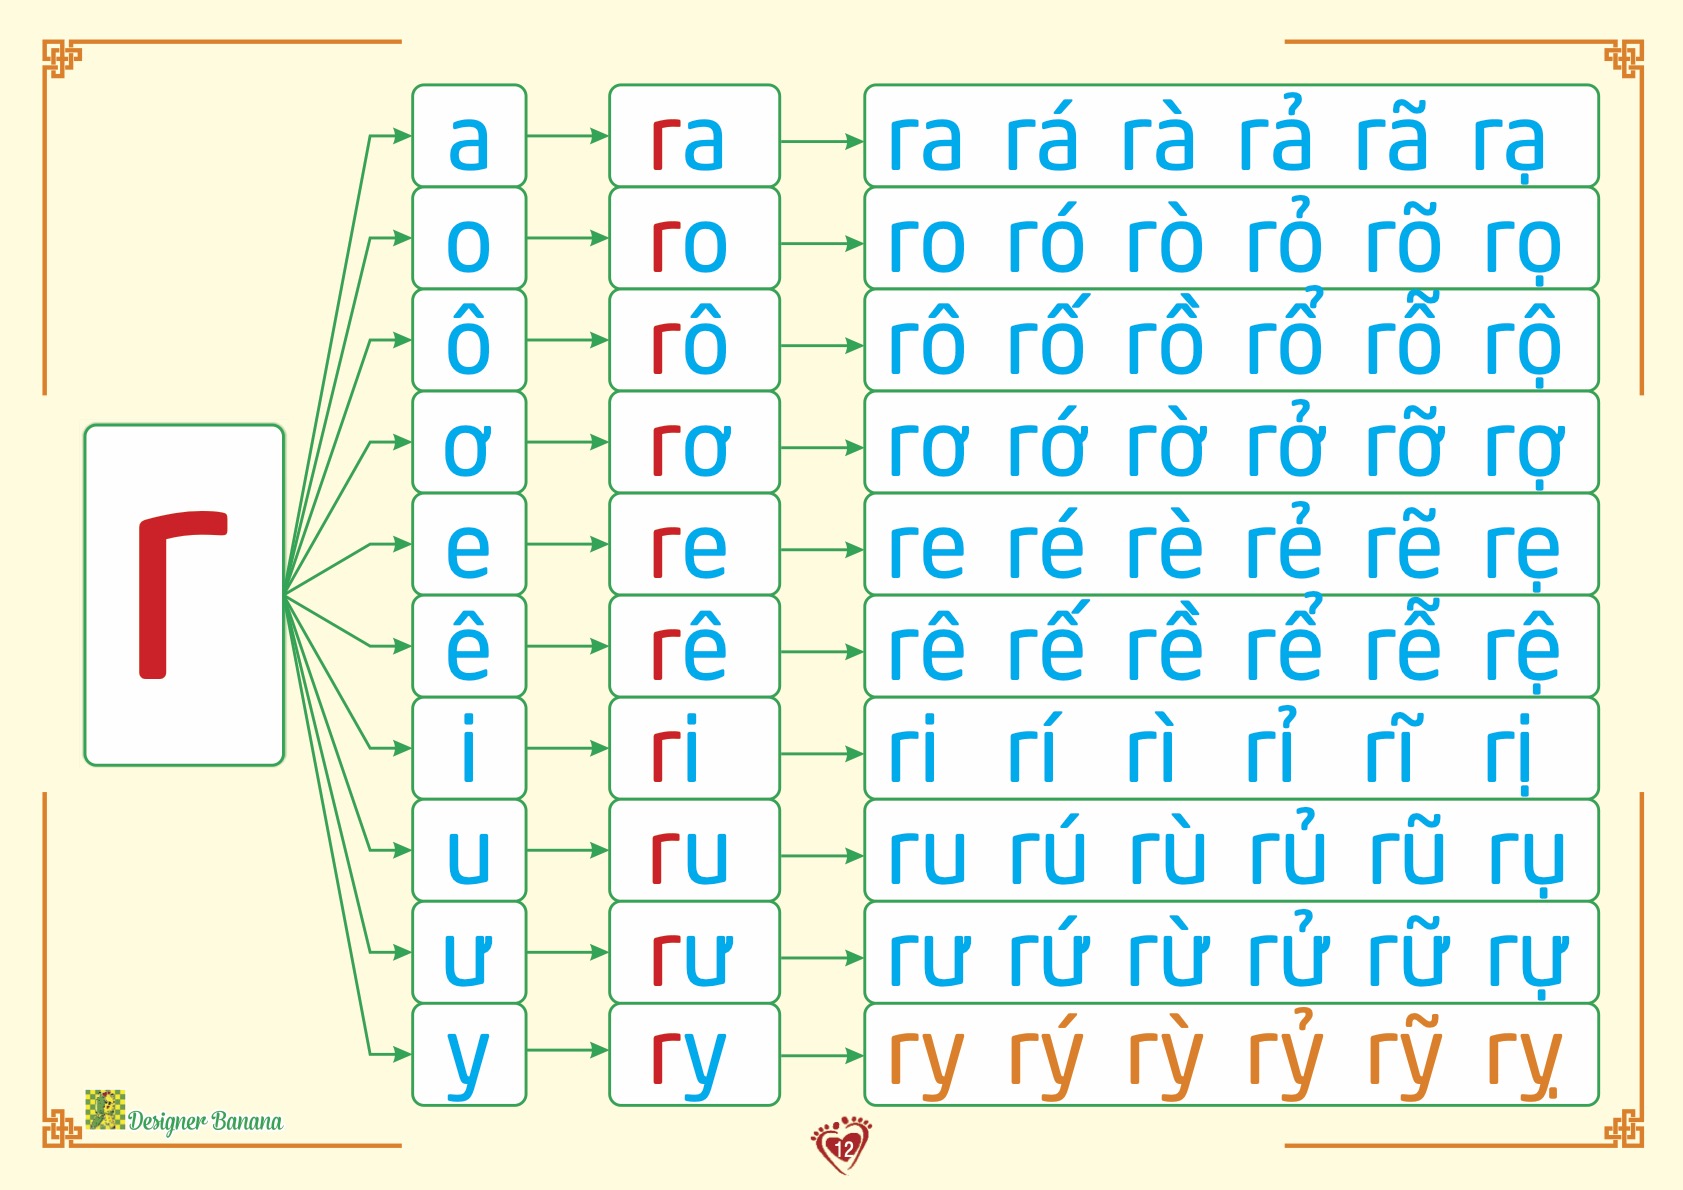 a ra ra rá rà rả rã rạ
o ro ro ró rò rỏ rõ rọ
ô rô rô rố rồ rổ rỗ rộ
ơ rơ rơ rớ rờ rở rỡ rợ
r
e re re ré rè rẻ rẽ rẹ
ê rê rê rế rề rể rễ rệ
i ri ri rí rì rỉ rĩ rị
u ru ru rú rù rủ rũ rụ
ư rư rư rứ rừ rử rữ rự
y ry ry rý rỳ rỷ rỹ rỵ
Designer Banana
12